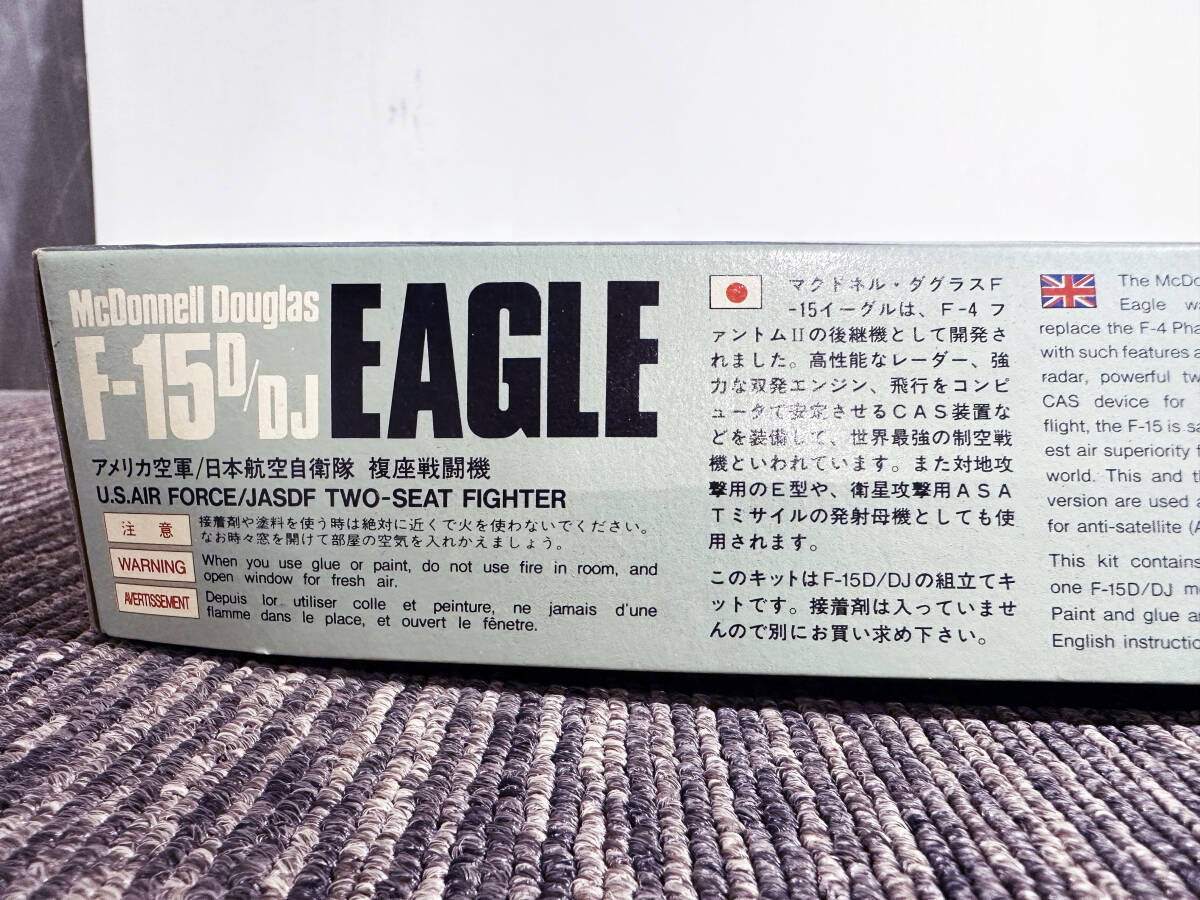 McDonnell Douglas
F-15D/DJ EAGLE
アメリカ空軍/日本航空自衛隊 複座戦闘機
U.S.AIR FORCE/JASDF TWO-SEAT FIGHTER
注意
接着剤や塗料を使う時は絶対に近くで火を使わないでください。
なお時々窓を開けて部屋の空気を入れかえましょう。
WARNING
When you use glue or paint, do not use fire in room, and
open window for fresh air.
AVERTISSEMENT
Depuis lor utiliser colle et peinture, ne jamais d'une
flamme dans le place, et ouvert le fênetre.
マクドネル・ダグラスF
-15イーグルは、F-4 フ
ァントムIIの後継機として開発さ
れました。高性能なレーダー、強
力な双発エンジン、飛行をコンピ
ュータで安定させるCAS装置な
どを装備して、世界最強の制空戦
機といわれています。また対地攻
撃用のE型や、衛星攻撃用ASA
Tミサイルの発射母機としても使
用されます。
このキットはF-15D/DJの組立てキ
ットです。接着剤は入っていませ
んので別にお買い求め下さい。
The
Eagle
replace the F-4
with such features
radar, powerful
CAS device for
flight, the F-15 is
est air superiority
world. This and
version are used
for anti-satellite
This kit contains
one F-15D/DJ
Paint and glue
English